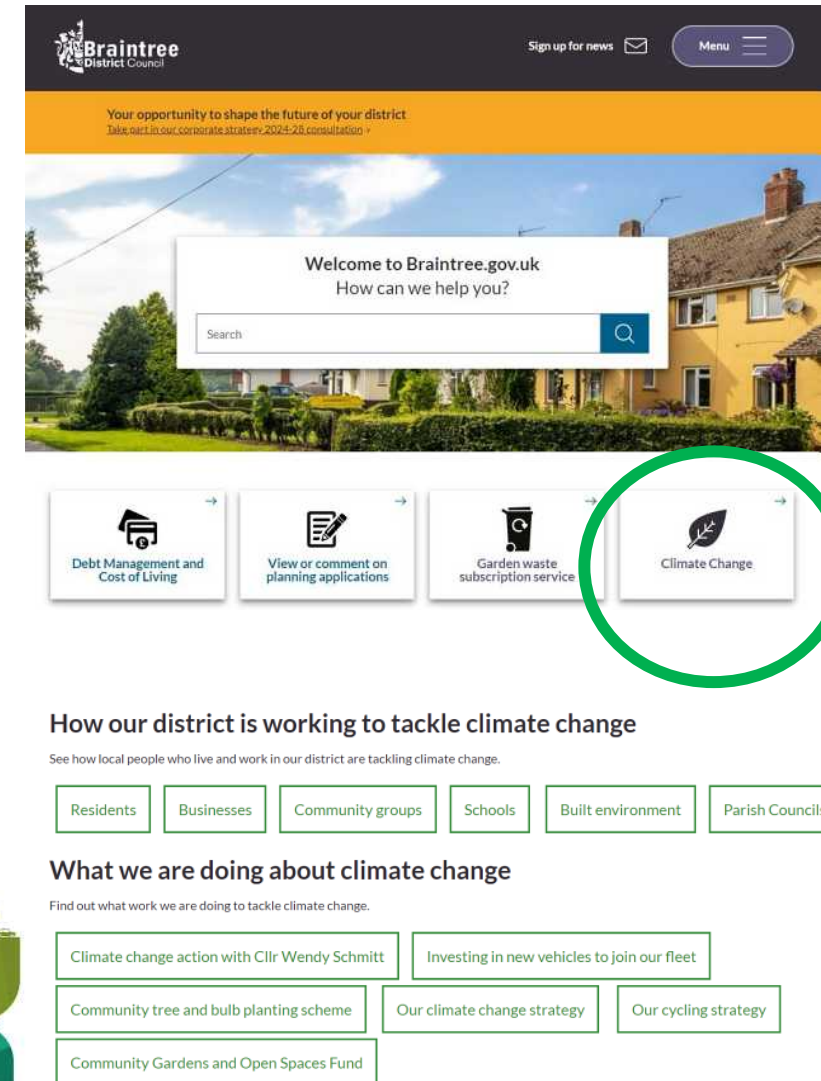 Braintree
District Council
Sign up for news
Menu
Your opportunity to shape the future of your district
Take part in our corporate strategy 2024-28 consultation >
Welcome to Braintree.gov.uk
How can we help you?
Search
Debt Management and
Cost of Living
View or comment on
planning applications
Garden waste
subscription service
Climate Change
How our district is working to tackle climate change
See how local people who live and work in our district are tackling climate change.
Residents
Businesses
Community groups
Schools
Built environment
Parish Councils
What we are doing about climate change
Find out what work we are doing to tackle climate change.
Climate change action with Cllr Wendy Schmitt
Investing in new vehicles to join our fleet
Community tree and bulb planting scheme
Our climate change strategy
Our cycling strategy
Community Gardens and Open Spaces Fund